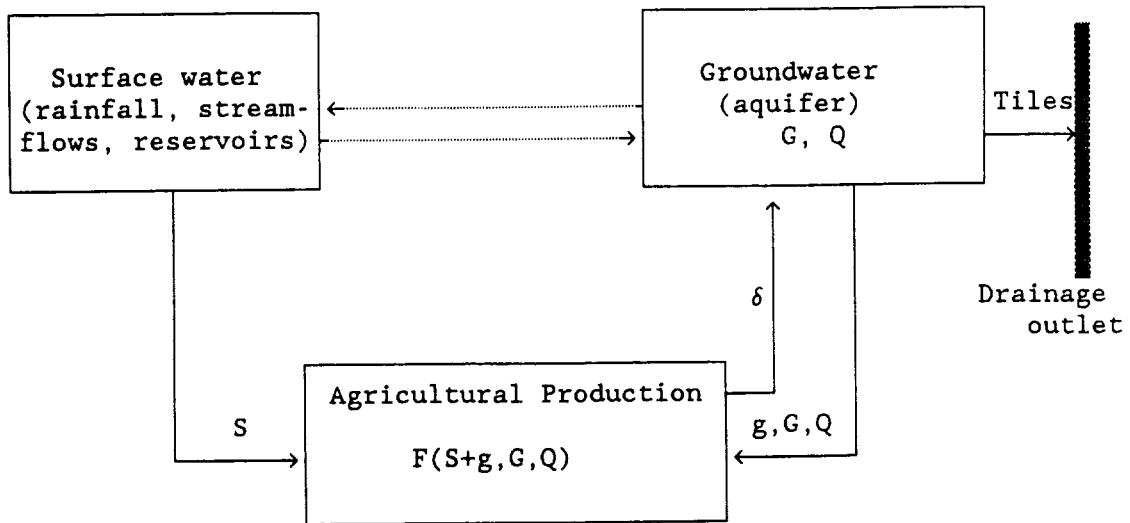 Surface water
(rainfall, stream-
flows, reservoirs)
Groundwater
(aquifer)
G, Q
Tiles
Drainage
outlet
δ
S
g,G,Q
Agricultural Production
F(S+g,G,Q)